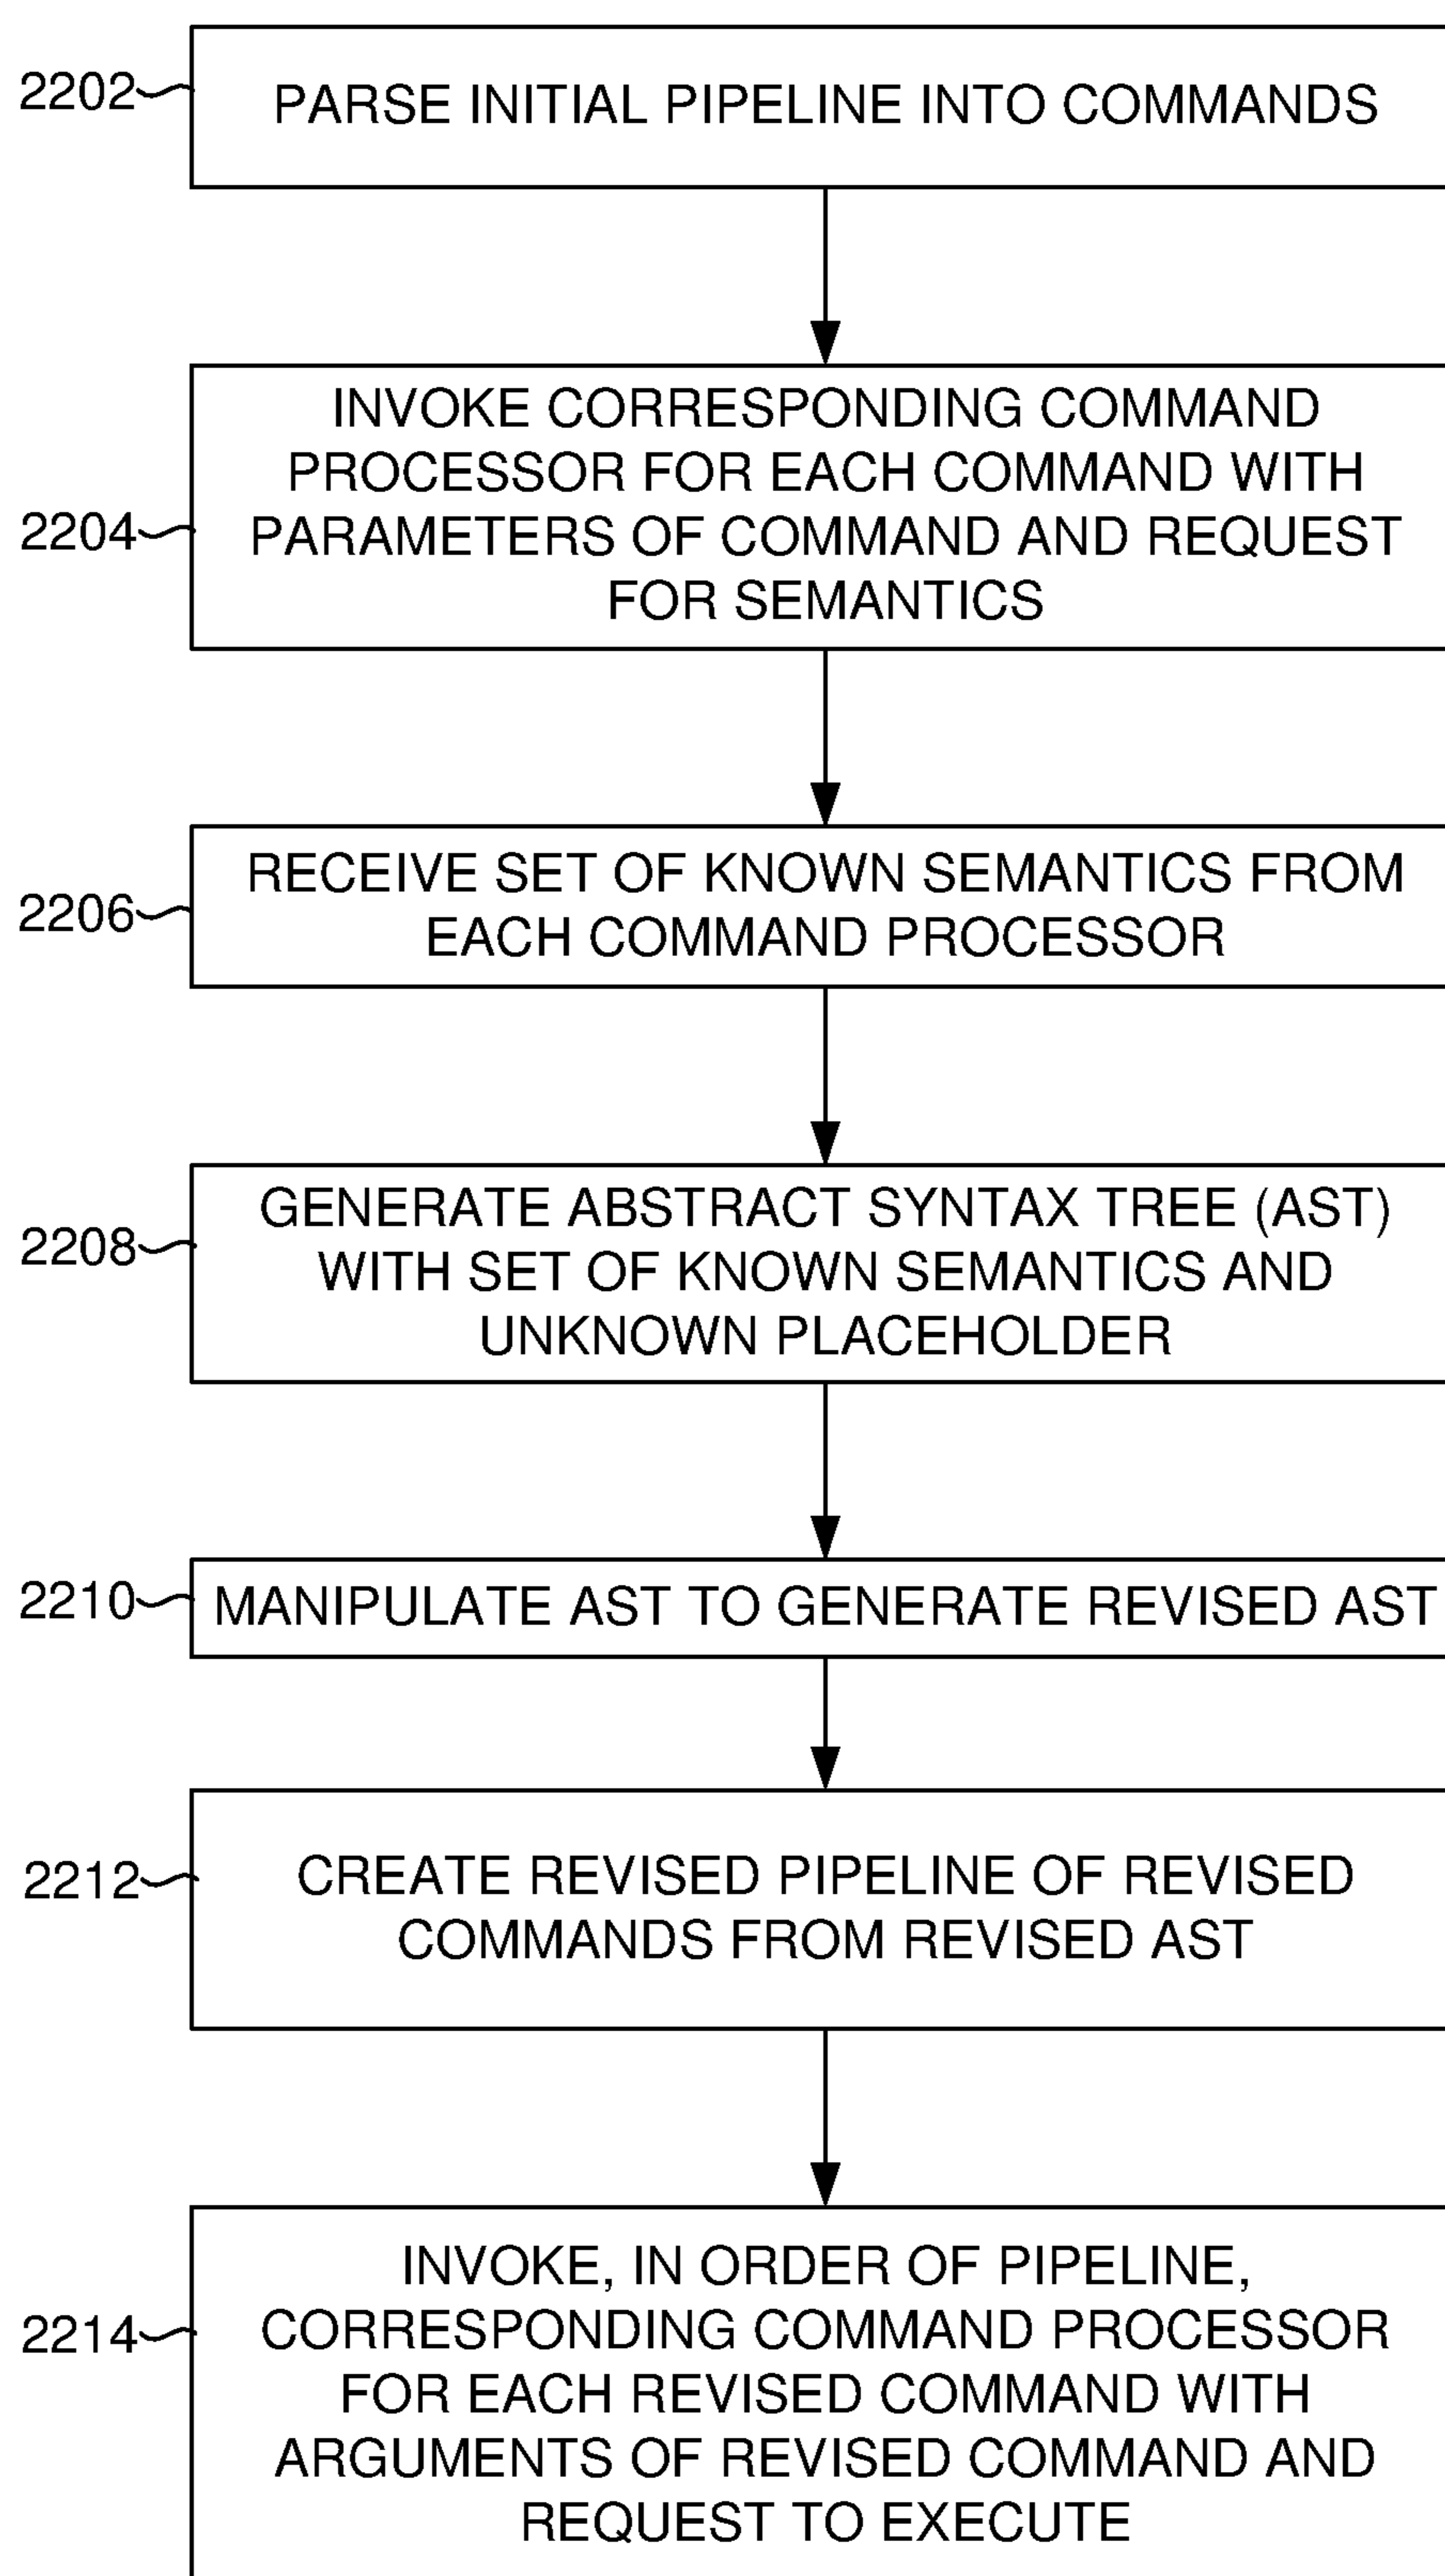 2202
PARSE INITIAL PIPELINE INTO COMMANDS
INVOKE CORRESPONDING COMMAND
PROCESSOR FOR EACH COMMAND WITH
2204
PARAMETERS OF COMMAND AND REQUEST
FOR SEMANTICS
RECEIVE SET OF KNOWN SEMANTICS FROM
2206
EACH COMMAND PROCESSOR
GENERATE ABSTRACT SYNTAX TREE (AST)
2208
WITH SET OF KNOWN SEMANTICS AND
UNKNOWN PLACEHOLDER
2210
MANIPULATE AST TO GENERATE REVISED AST
2212
CREATE REVISED PIPELINE OF REVISED
COMMANDS FROM REVISED AST
INVOKE, IN ORDER OF PIPELINE,
2214
CORRESPONDING COMMAND PROCESSOR
FOR EACH REVISED COMMAND WITH
ARGUMENTS OF REVISED COMMAND AND
REQUEST TO EXECUTE